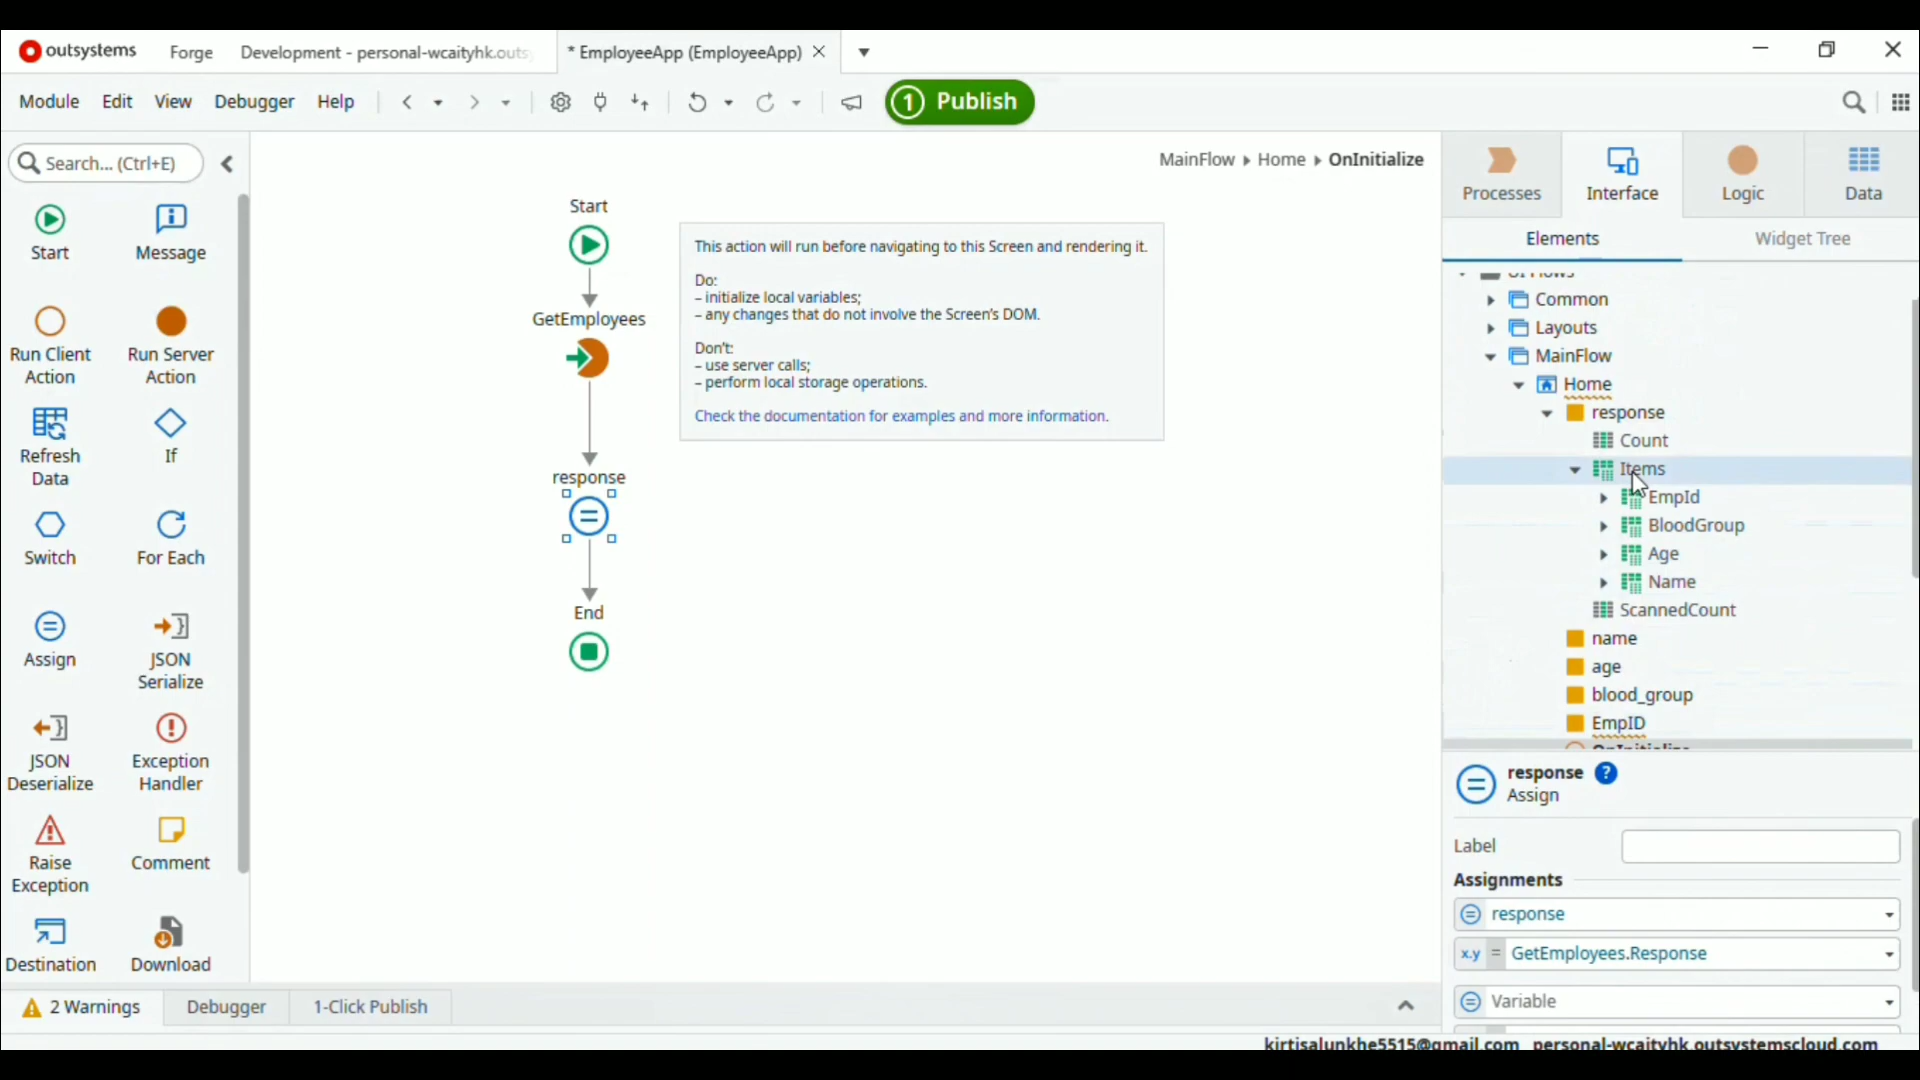 outsystems
Forge
Development - personal-wcaityhk.outs
* EmployeeApp (EmployeeApp)
Module
Edit
View
Debugger
Help
1
Publish
Search... (Ctrl+E)
Start
Message
Run Client
Action
Run Server
Action
Refresh
Data
If
Switch
For Each
Assign
JSON
Serialize
JSON
Deserialize
Exception
Handler
Raise
Exception
Comment
Destination
Download
MainFlow
Home
OnInitialize
Start
GetEmployees
response
End
This action will run before navigating to this Screen and rendering it.
Do:
– initialize local variables;
– any changes that do not involve the Screen's DOM.
Don't:
– use server calls;
– perform local storage operations.
Check the documentation for examples and more information.
Processes
Interface
Logic
Data
Elements
Widget Tree
UI Flows
Common
Layouts
MainFlow
Home
response
Count
Items
EmpId
BloodGroup
Age
Name
ScannedCount
name
age
blood_group
EmpID
OnInitialize
response
?
Assign
Label
Assignments
response
x.y = GetEmployees.Response
Variable
2 Warnings
Debugger
1-Click Publish
kirtisalunkhe5515@gmail.com
personal-wcaityhk.outsystemscloud.com